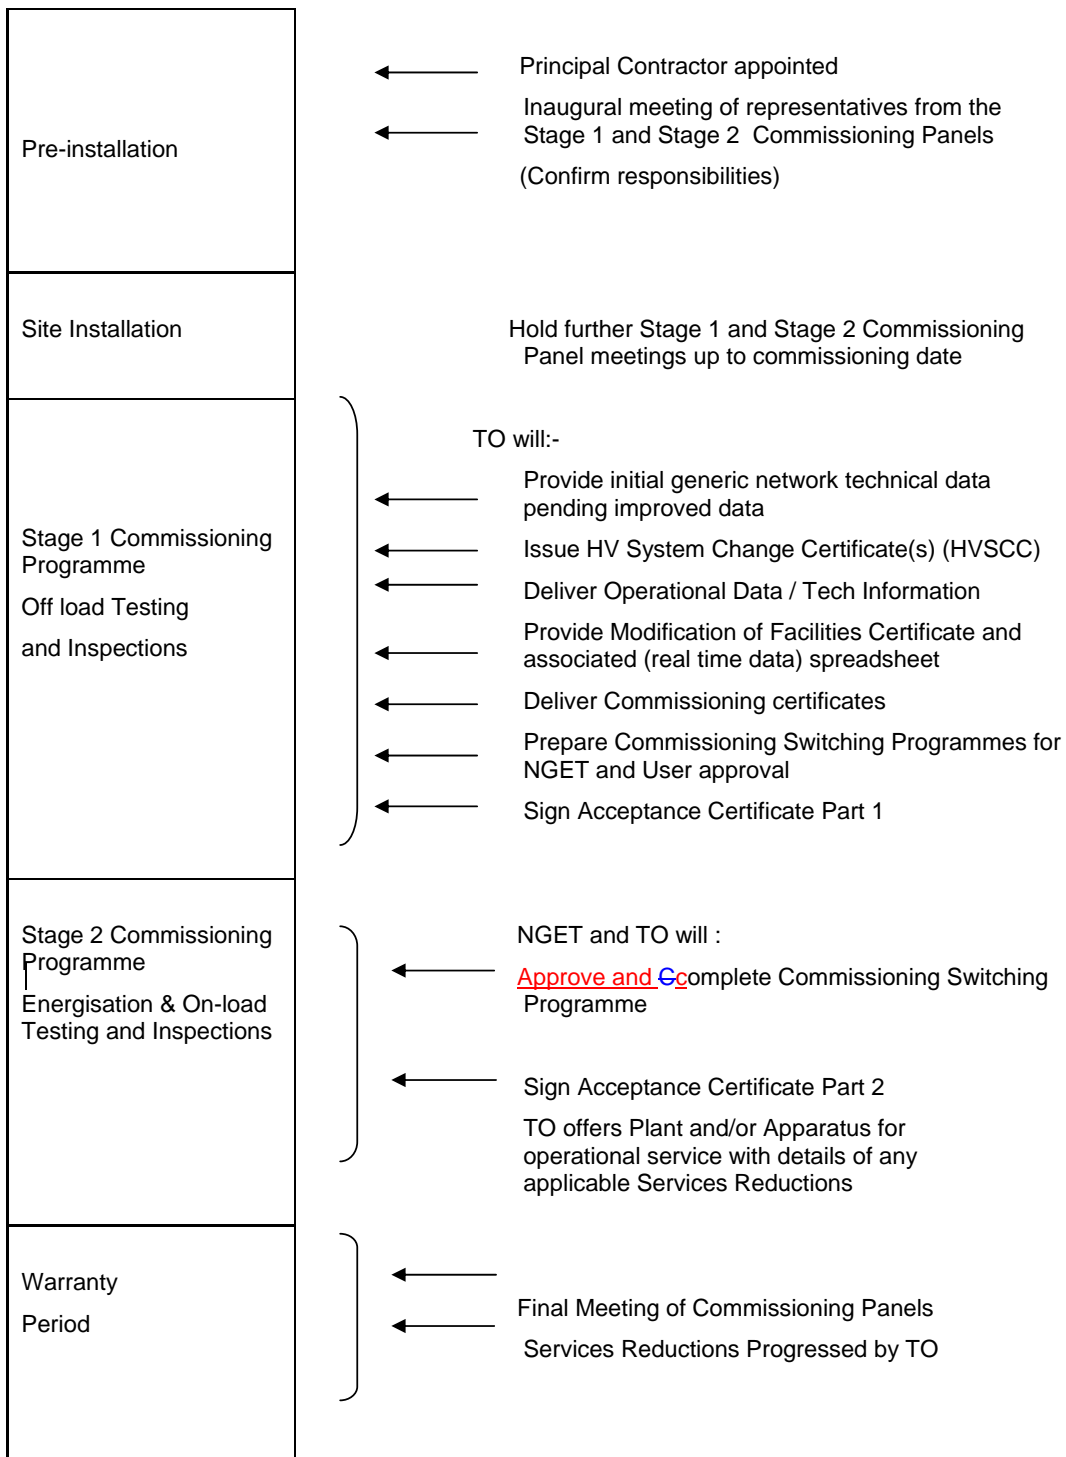 Principal Contractor appointed
Inaugural meeting of representatives from the
Stage 1 and Stage 2 Commissioning Panels
(Confirm responsibilities)
Pre-installation
Site Installation
Hold further Stage 1 and Stage 2 Commissioning
Panel meetings up to commissioning date
TO will:-
Provide initial generic network technical data
pending improved data
Stage 1 Commissioning
Programme
Off load Testing
and Inspections
Issue HV System Change Certificate(s) (HVSCC)
Deliver Operational Data / Tech Information
Provide Modification of Facilities Certificate and
associated (real time data) spreadsheet
Deliver Commissioning certificates
Prepare Commissioning Switching Programmes for
NGET and User approval
Sign Acceptance Certificate Part 1
Stage 2 Commissioning
Programme
Energisation & On-load
Testing and Inspections
NGET and TO will :
Approve and Ccomplete Commissioning Switching
Programme
Sign Acceptance Certificate Part 2
TO offers Plant and/or Apparatus for
operational service with details of any
applicable Services Reductions
Warranty
Period
Final Meeting of Commissioning Panels
Services Reductions Progressed by TO